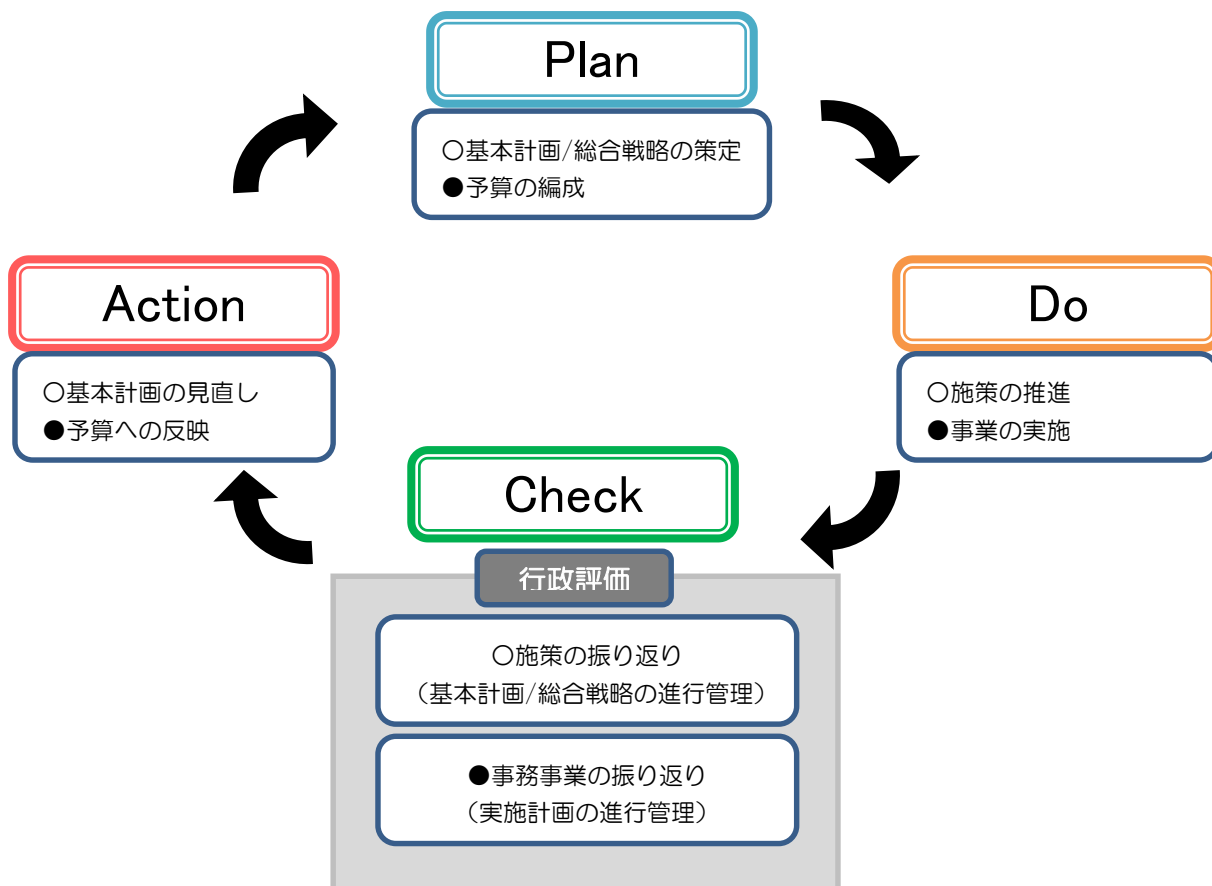 Plan
○基本計画/総合戦略の策定
●予算の編成
Do
○施策の推進
●事業の実施
Check
行政評価
○施策の振り返り
（基本計画/総合戦略の進行管理）
●事務事業の振り返り
（実施計画の進行管理）
Action
○基本計画の見直し
●予算への反映